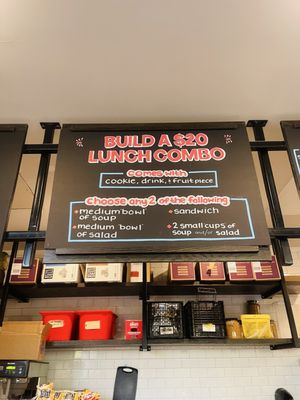 BUILD A $20
LUNCH COMBO
Comes with
cookie, drink, + fruit piece
Choose any 2 of the following
+ medium bowl
of soup
+ medium bowl
of salad
+ sandwich
+ 2 small cups of
soup and/or salad